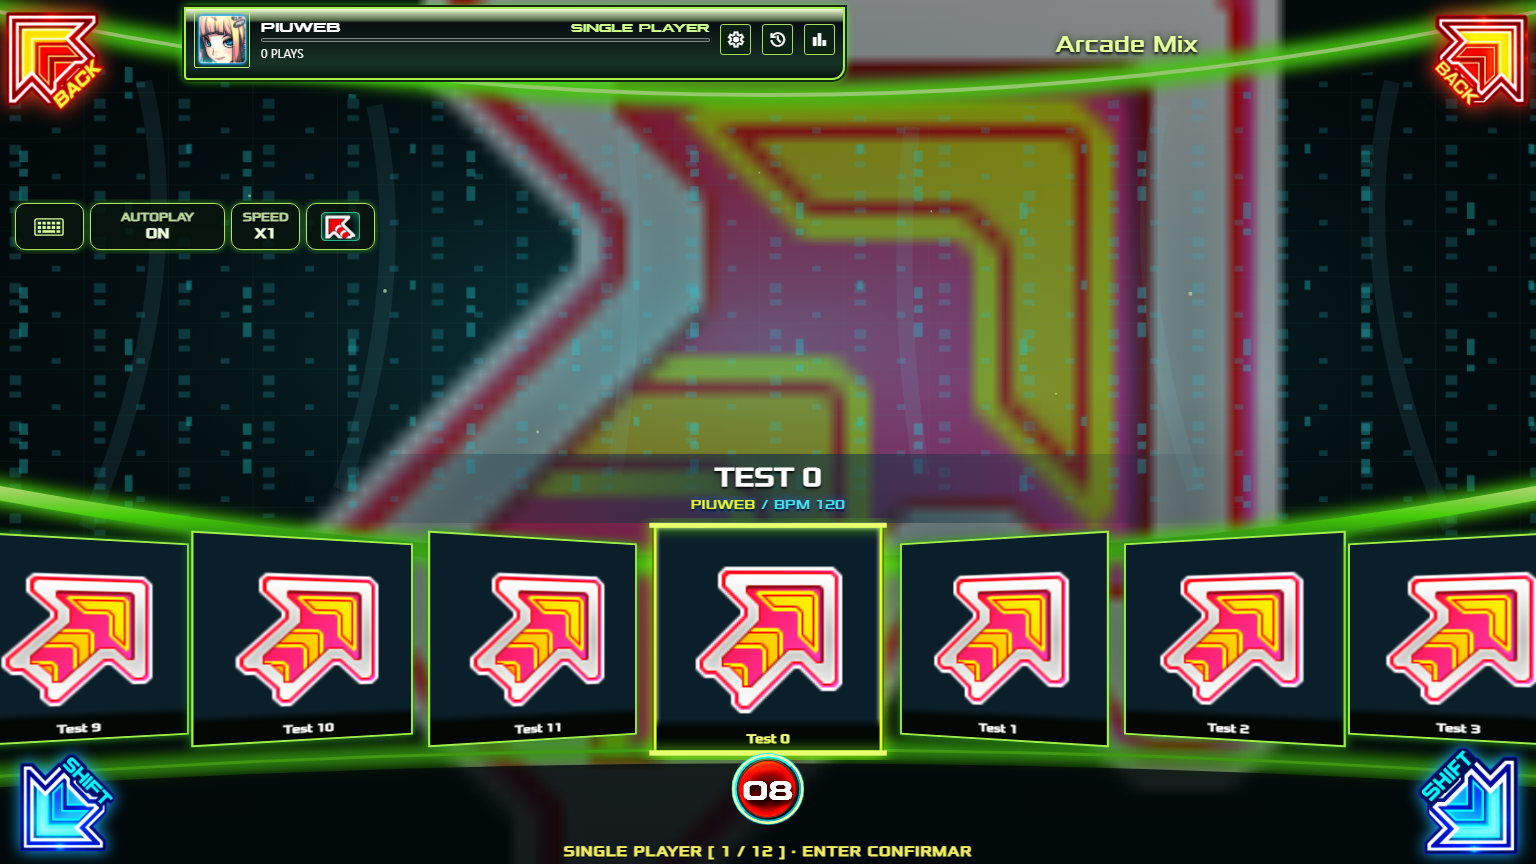 BACK
PIUWEB
SINGLE PLAYER
0 PLAYS
Arcade Mix
BACK
AUTOPLAY
ON
SPEED
X1
TEST 0
PIUWEB / BPM 120
Test 9
Test 10
Test 11
Test 0
Test 1
Test 2
Test 3
SHIFT
08
SHIFT
SINGLE PLAYER [ 1 / 12 ] · ENTER CONFIRMAR